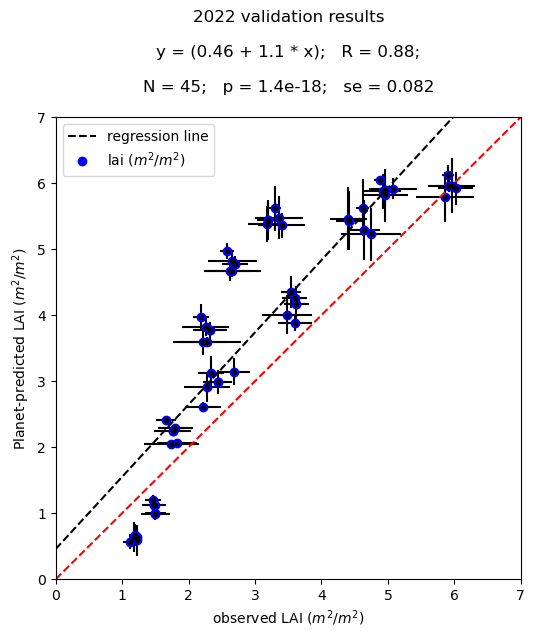 2022 validation results
y = (0.46 + 1.1 * x);   R = 0.88;
N = 45;   p = 1.4e-18;   se = 0.082
7
regression line
lai (m²/m²)
6
5
4
3
2
1
0
Planet-predicted LAI (m²/m²)
0 1 2 3 4 5 6 7
observed LAI (m²/m²)